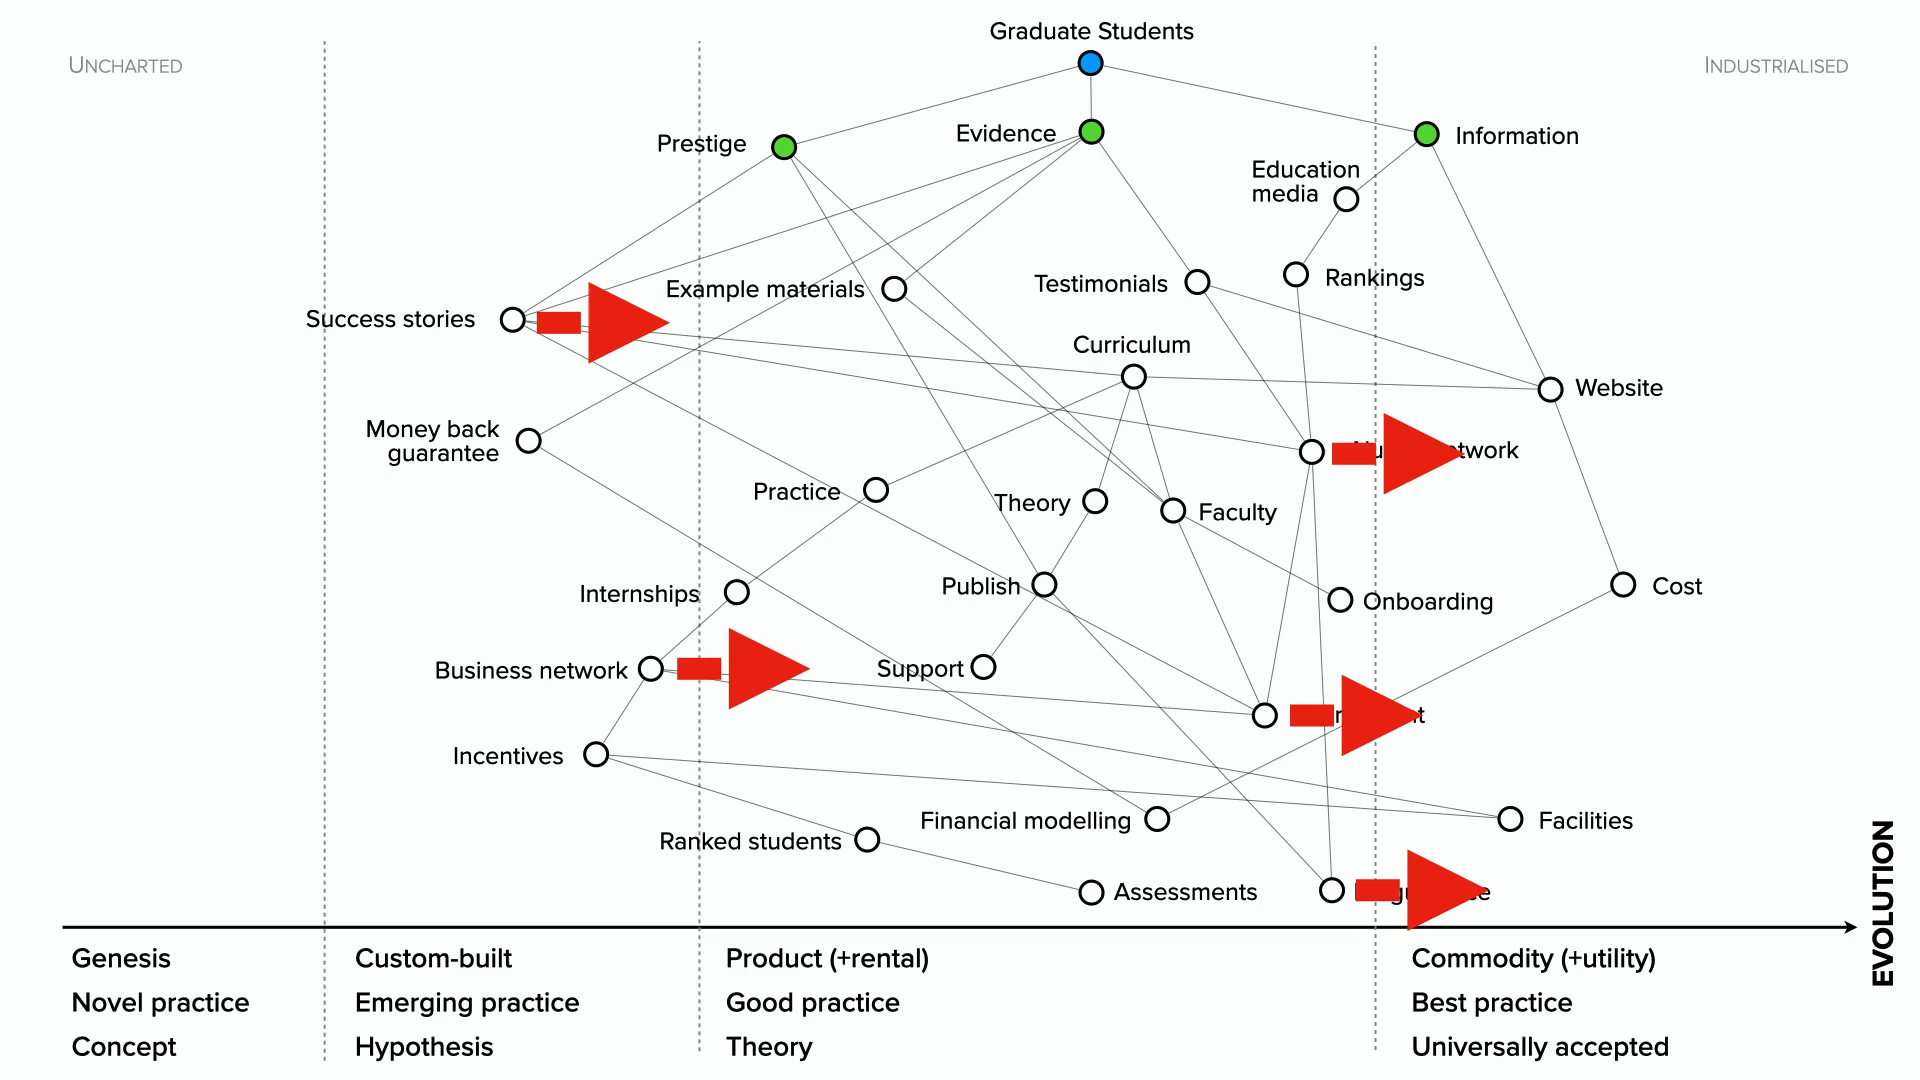 Graduate Students
UNCHARTED
INDUSTRIALISED
Prestige
Evidence
Information
Education
media
Rankings
Example materials
Testimonials
Success stories
Curriculum
Website
Money back
guarantee
Practice
Theory
Faculty
Internships
Publish
Onboarding
Cost
Business network
Support
Incentives
Financial modelling
Facilities
Ranked students
Assessments
EVOLUTION
Genesis
Novel practice
Concept
Custom-built
Emerging practice
Hypothesis
Product (+rental)
Good practice
Theory
Commodity (+utility)
Best practice
Universally accepted